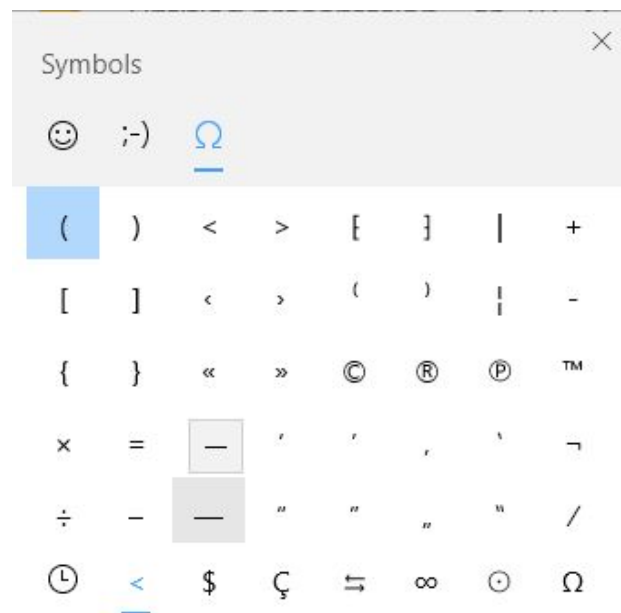 Symbols
;-) Ω
( ) < > ⁅ ⁆ | +
[ ] ‹ › ⁽ ⁾ ¦ -
{ } « » © ® ℗ ™
× = — ‘ ’ ‚ ‛ ¬
÷ – — “ ” „ ‟ /
< $ Ç ⇆ ∞ ⊙ Ω